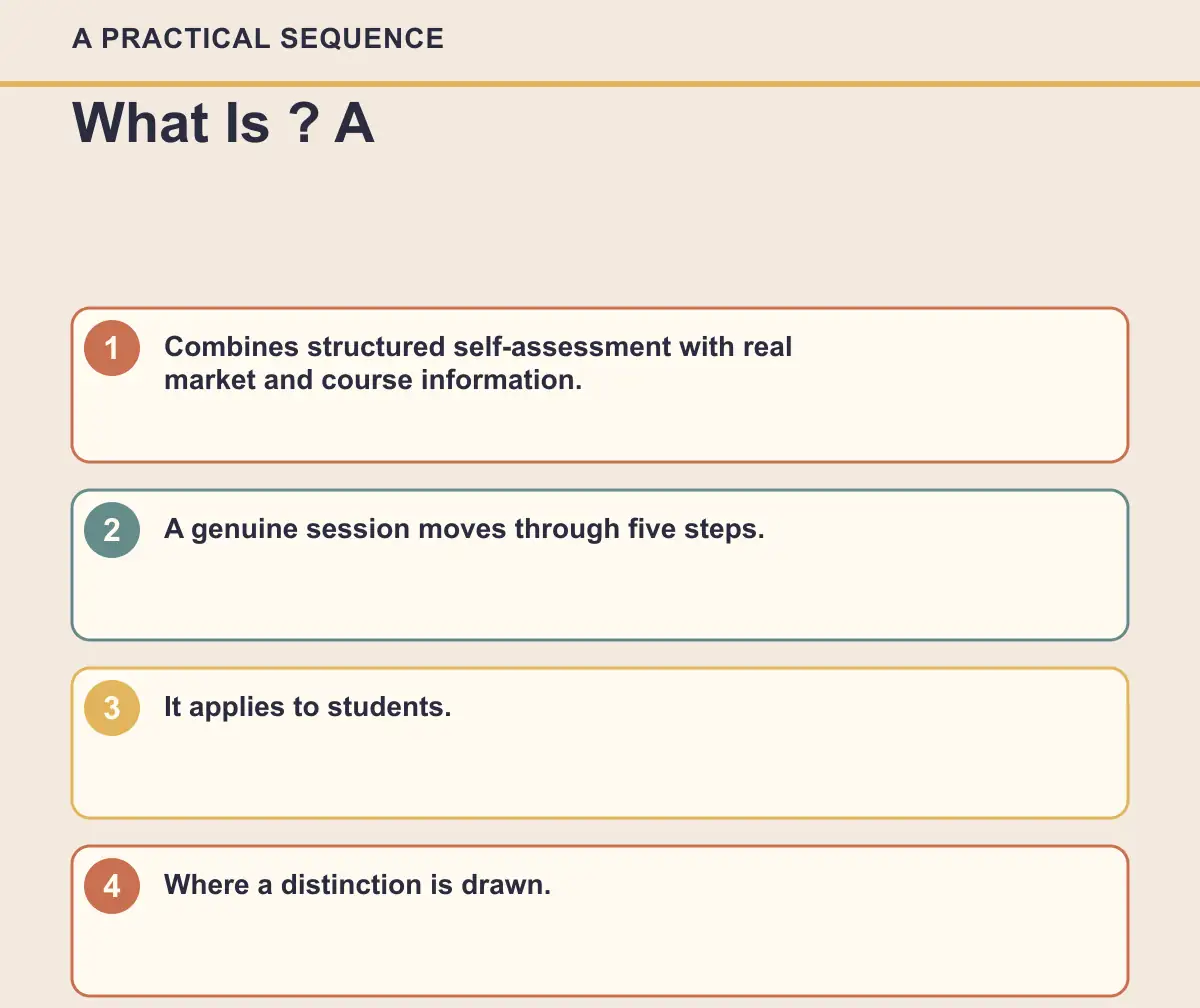 A PRACTICAL SEQUENCE
What Is ? A
1
Combines structured self-assessment with real
market and course information.
2
A genuine session moves through five steps.
3
It applies to students.
4
Where a distinction is drawn.